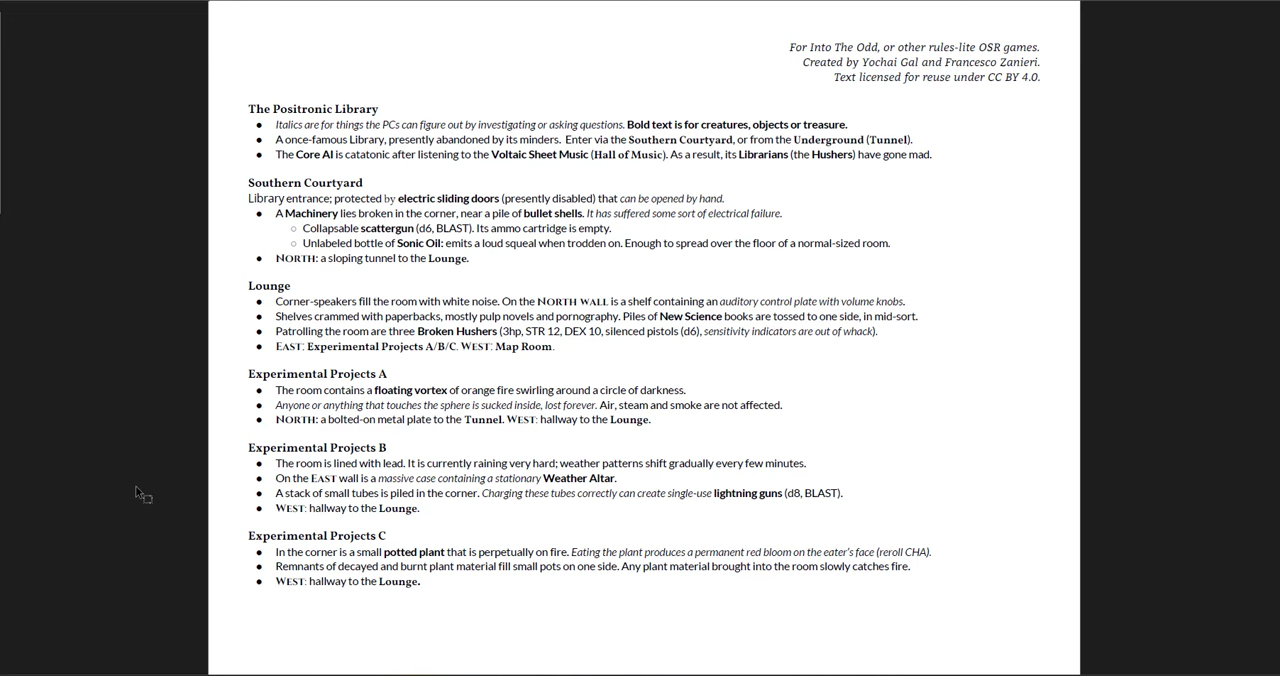 For Into The Odd, or other rules-lite OSR games.
Created by Yochai Gal and Francesco Zanieri.
Text licensed for reuse under CC BY 4.0.
The Positronic Library
● Italics are for things the PCs can figure out by investigating or asking questions. Bold text is for creatures, objects or treasure.
● A once-famous Library, presently abandoned by its minders. Enter via the Southern Courtyard, or from the Underground (Tunnel).
● The Core AI is catatonic after listening to the Voltaic Sheet Music (Hall of Music). As a result, its Librarians (the Hushers) have gone mad.
Southern Courtyard
Library entrance; protected by electric sliding doors (presently disabled) that can be opened by hand.
● A Machinery lies broken in the corner, near a pile of bullet shells. It has suffered some sort of electrical failure.
○ Collapsable scattergun (d6, BLAST). Its ammo cartridge is empty.
○ Unlabeled bottle of Sonic Oil: emits a loud squeal when trodden on. Enough to spread over the floor of a normal-sized room.
● NORTH: a sloping tunnel to the Lounge.
Lounge
● Corner-speakers fill the room with white noise. On the NORTH WALL is a shelf containing an auditory control plate with volume knobs.
● Shelves crammed with paperbacks, mostly pulp novels and pornography. Piles of New Science books are tossed to one side, in mid-sort.
● Patrolling the room are three Broken Hushers (3hp, STR 12, DEX 10, silenced pistols (d6), sensitivity indicators are out of whack).
● EAST: Experimental Projects A/B/C. WEST: Map Room.
Experimental Projects A
● The room contains a floating vortex of orange fire swirling around a circle of darkness.
● Anyone or anything that touches the sphere is sucked inside, lost forever. Air, steam and smoke are not affected.
● NORTH: a bolted-on metal plate to the Tunnel. WEST: hallway to the Lounge.
Experimental Projects B
● The room is lined with lead. It is currently raining very hard; weather patterns shift gradually every few minutes.
● On the EAST wall is a massive case containing a stationary Weather Altar.
● A stack of small tubes is piled in the corner. Charging these tubes correctly can create single-use lightning guns (d8, BLAST).
● WEST: hallway to the Lounge.
Experimental Projects C
● In the corner is a small potted plant that is perpetually on fire. Eating the plant produces a permanent red bloom on the eater's face (reroll CHA).
● Remnants of decayed and burnt plant material fill small pots on one side. Any plant material brought into the room slowly catches fire.
● WEST: hallway to the Lounge.